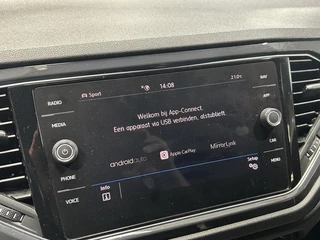 RADIO
Sport
14:08
21.0°C
NAV
MEDIA
APP
Welkom bij App-Connect.
Een apparaat via USB verbinden, alstublieft.
CAR
androidauto
Apple CarPlay
MirrorLink
PHONE
Setup
MENU
VOICE
Info